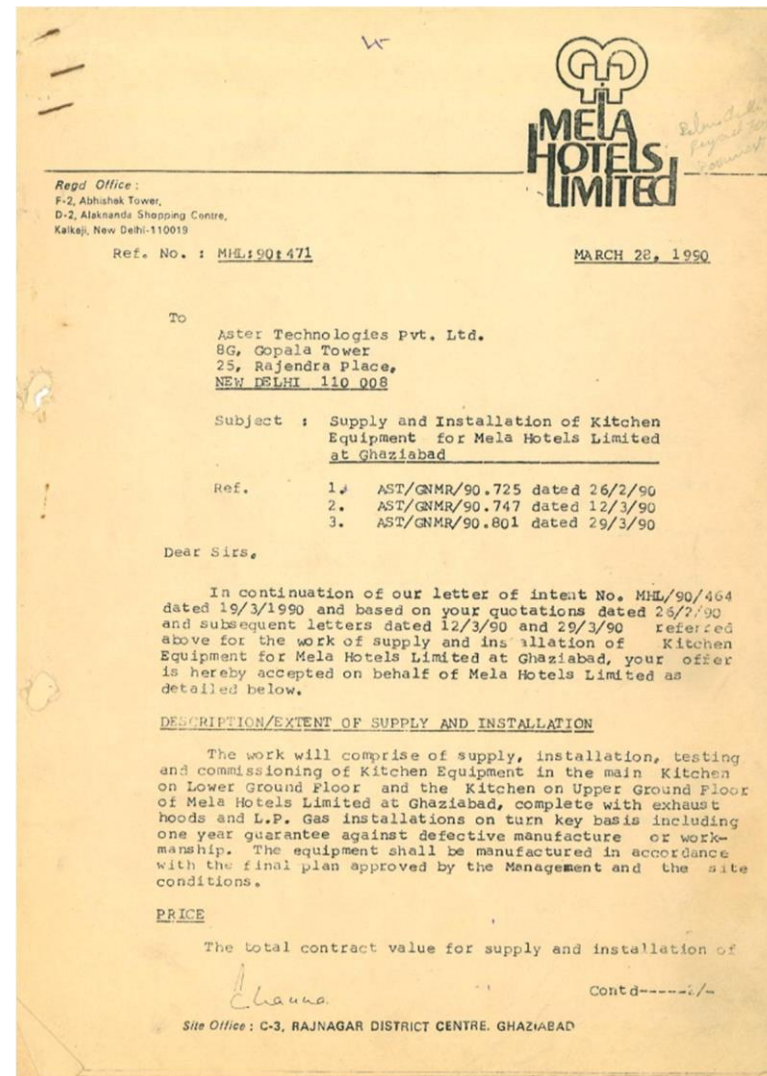 MELA
HOTELS
LIMITED
Regd Office :
F-2, Abhishek Tower,
D-2, Alaknanda Shopping Centre,
Kalkaji, New Delhi-110019
Ref. No. : MHL:90:471
MARCH 28, 1990
To
Aster Technologies Pvt. Ltd.
8G, Gopala Tower
25, Rajendra Place,
NEW DELHI 110 008
Subject : Supply and Installation of Kitchen
Equipment for Mela Hotels Limited
at Ghaziabad
Ref. 1. AST/GNMR/90.725 dated 26/2/90
2. AST/GNMR/90.747 dated 12/3/90
3. AST/GNMR/90.801 dated 29/3/90
Dear Sirs,
In continuation of our letter of intent No. MHL/90/464
dated 19/3/1990 and based on your quotations dated 26/2/90
and subsequent letters dated 12/3/90 and 29/3/90 referred
above for the work of supply and ins allation of Kitchen
Equipment for Mela Hotels Limited at Ghaziabad, your offer
is hereby accepted on behalf of Mela Hotels Limited as
detailed below.
DESCRIPTION/EXTENT OF SUPPLY AND INSTALLATION
The work will comprise of supply, installation, testing
and commissioning of Kitchen Equipment in the main Kitchen
on Lower Ground Floor and the Kitchen on Upper Ground Floor
of Mela Hotels Limited at Ghaziabad, complete with exhaust
hoods and L.P. Gas installations on turn key basis including
one year guarantee against defective manufacture or work-
manship. The equipment shall be manufactured in accordance
with the final plan approved by the Management and the site
conditions.
PRICE
The total contract value for supply and installation of
Contd-----2/-
Site Office : C-3, RAJNAGAR DISTRICT CENTRE. GHAZIABAD